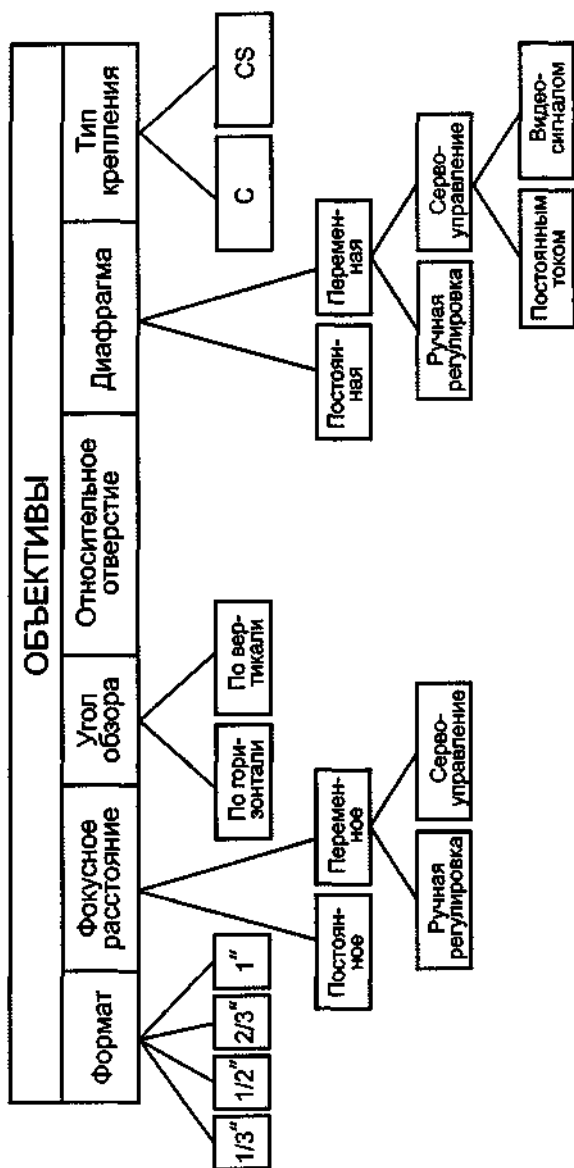 ОБЪЕКТИВЫ
Формат
Фокусное
расстояние
Угол
обзора
Относительное
отверстие
Диафрагма
Тип
крепления
1/3"
1/2"
2/3"
1"
Постоян-
ное
Перемен-
ное
Ручная
регулировка
Серво-
управление
По гори-
зонтали
По вер-
тикали
Постоян-
ная
Перемен-
ная
Ручная
регулировка
Серво-
управление
Постоянным
током
Видео-
сигналом
С
CS